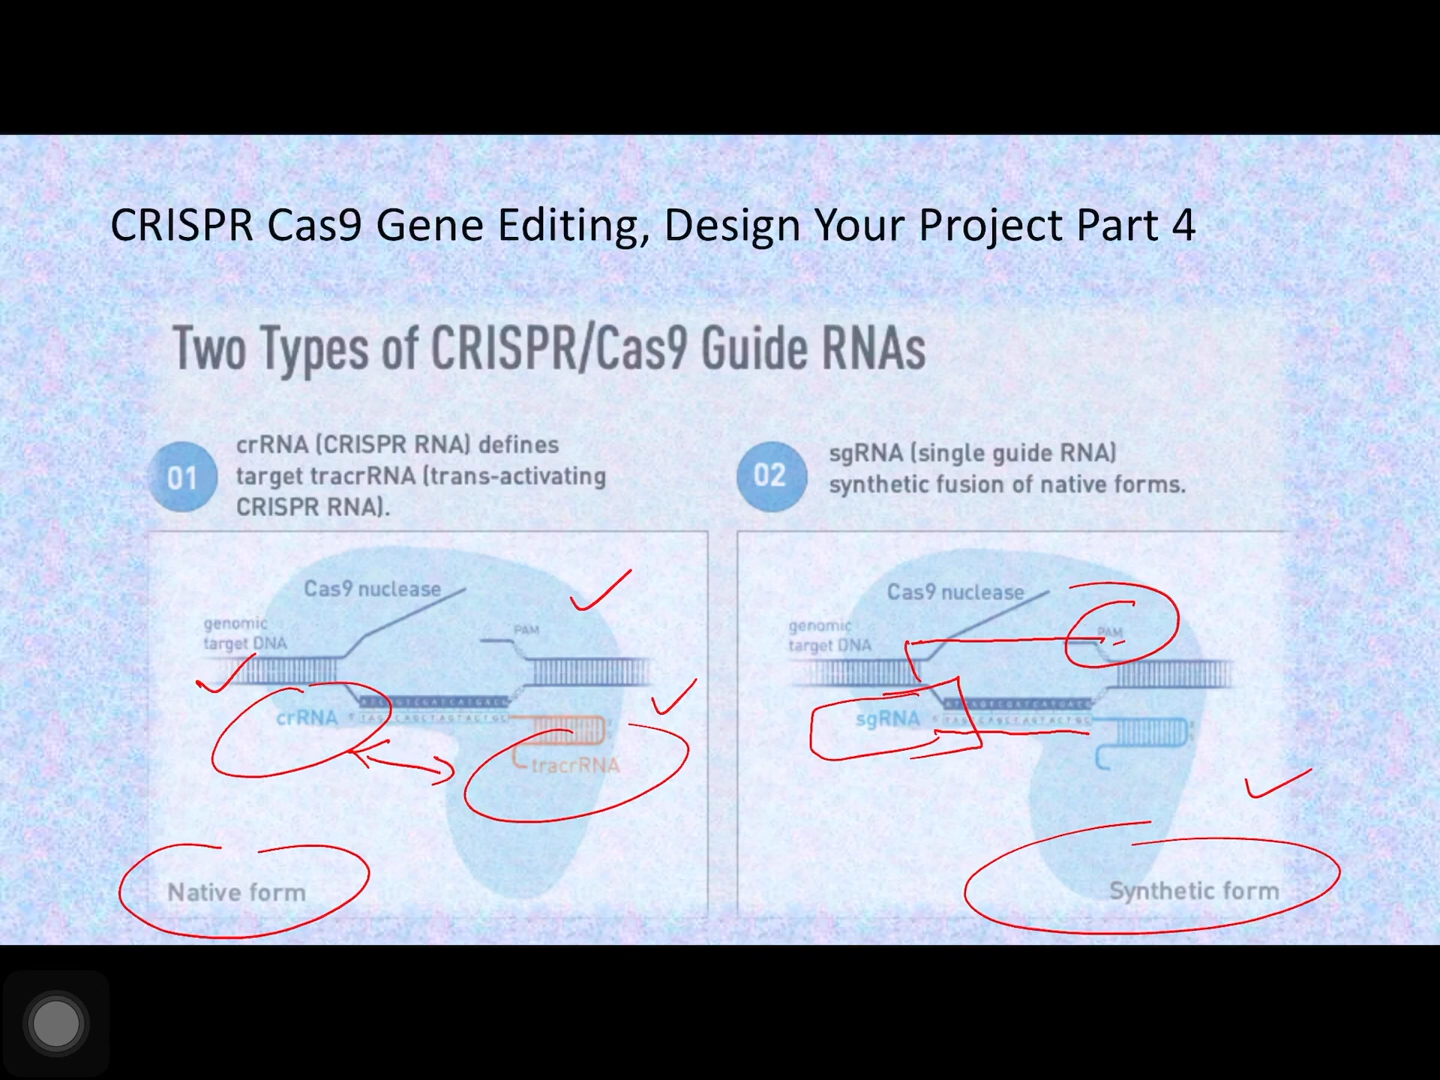 CRISPR Cas9 Gene Editing, Design Your Project Part 4
Two Types of CRISPR/Cas9 Guide RNAs
01
crRNA (CRISPR RNA) defines
target tracrRNA (trans-activating
CRISPR RNA).
Cas9 nuclease
genomic
target DNA
PAM
crRNA
tracrRNA
Native form
02
sgRNA (single guide RNA)
synthetic fusion of native forms.
Cas9 nuclease
genomic
target DNA
PAM
sgRNA
Synthetic form